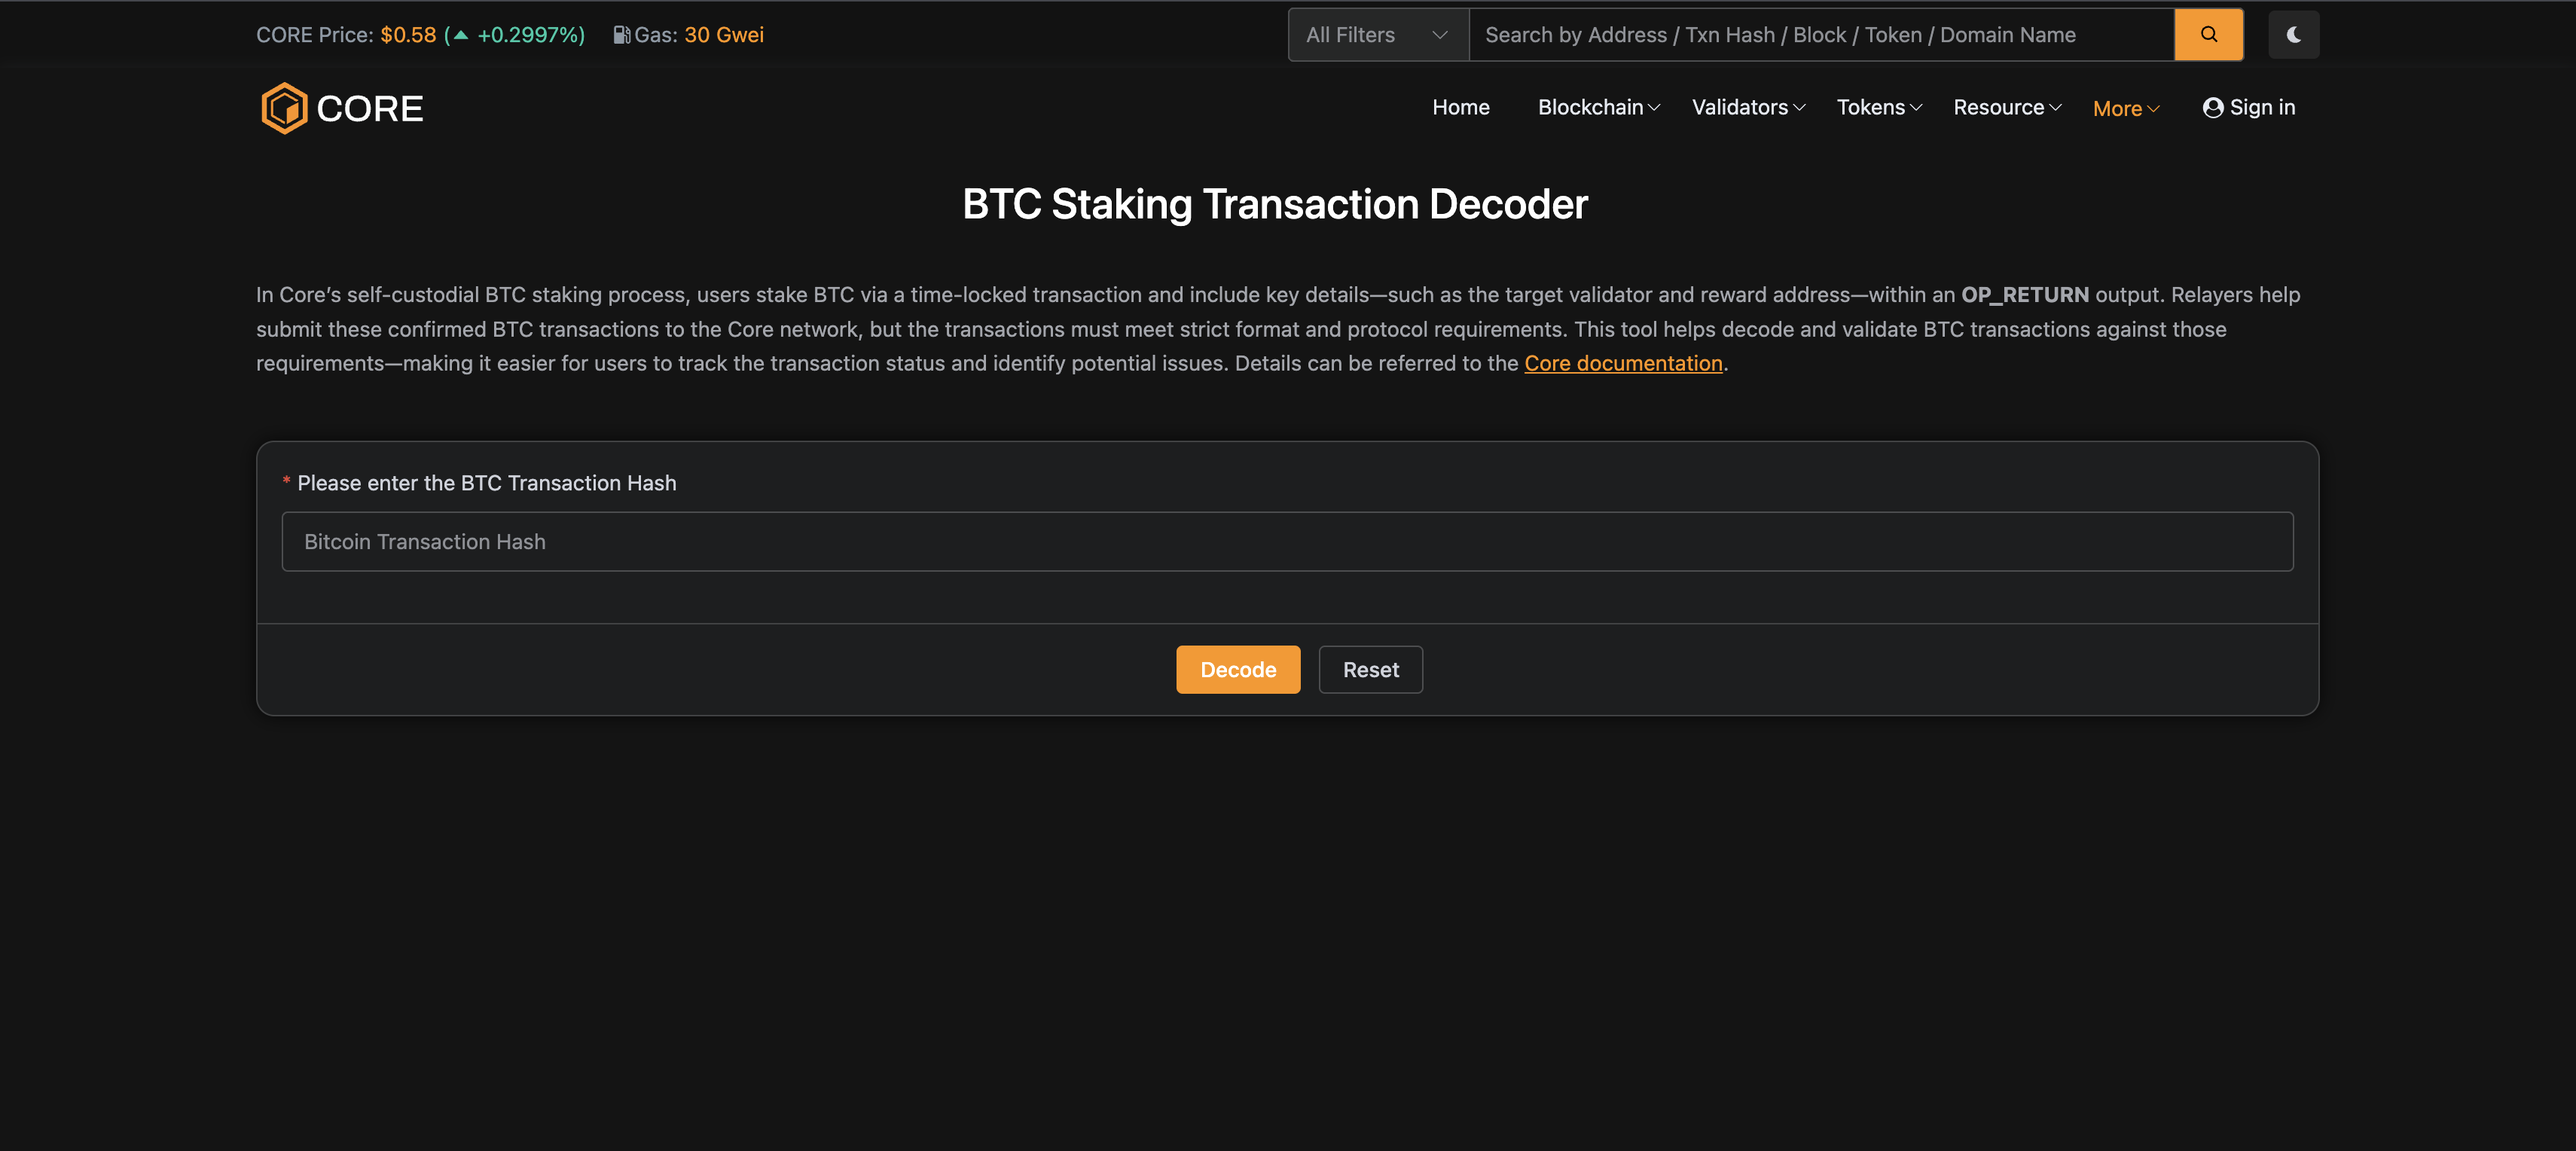 CORE Price: $0.58 (▲ +0.2997%) Gas: 30 Gwei
All Filters
Search by Address / Txn Hash / Block / Token / Domain Name
CORE
Home Blockchain Validators Tokens Resource More Sign in
BTC Staking Transaction Decoder
In Core’s self-custodial BTC staking process, users stake BTC via a time-locked transaction and include key details—such as the target validator and reward address—within an OP_RETURN output. Relayers help
submit these confirmed BTC transactions to the Core network, but the transactions must meet strict format and protocol requirements. This tool helps decode and validate BTC transactions against those
requirements—making it easier for users to track the transaction status and identify potential issues. Details can be referred to the Core documentation.
* Please enter the BTC Transaction Hash
Bitcoin Transaction Hash
Decode Reset